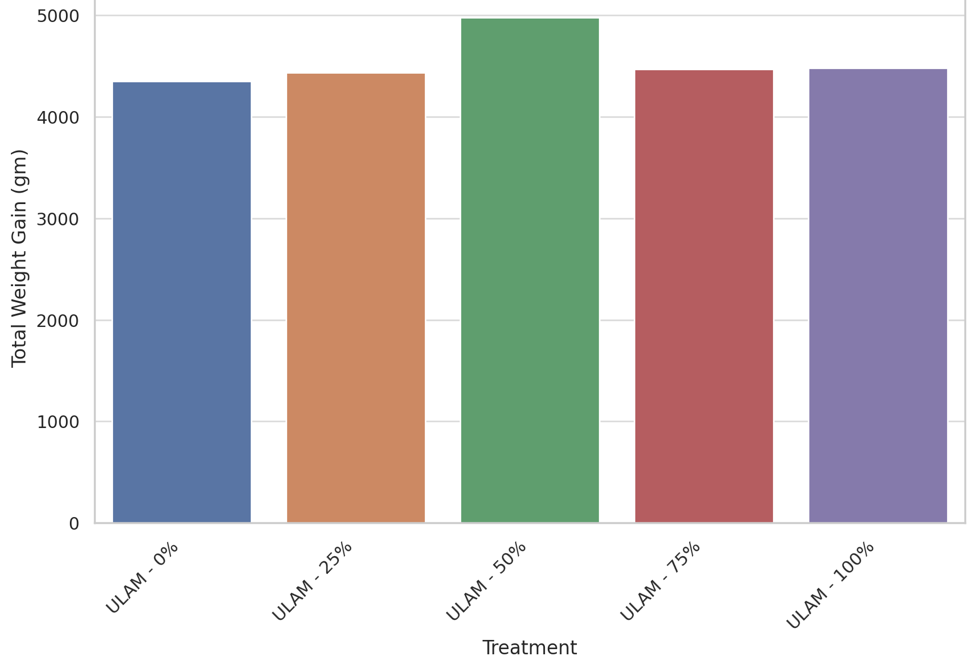 Total Weight Gain (gm)
5000
4000
3000
2000
1000
0
ULAM - 0%
ULAM - 25%
ULAM - 50%
ULAM - 75%
ULAM - 100%
Treatment